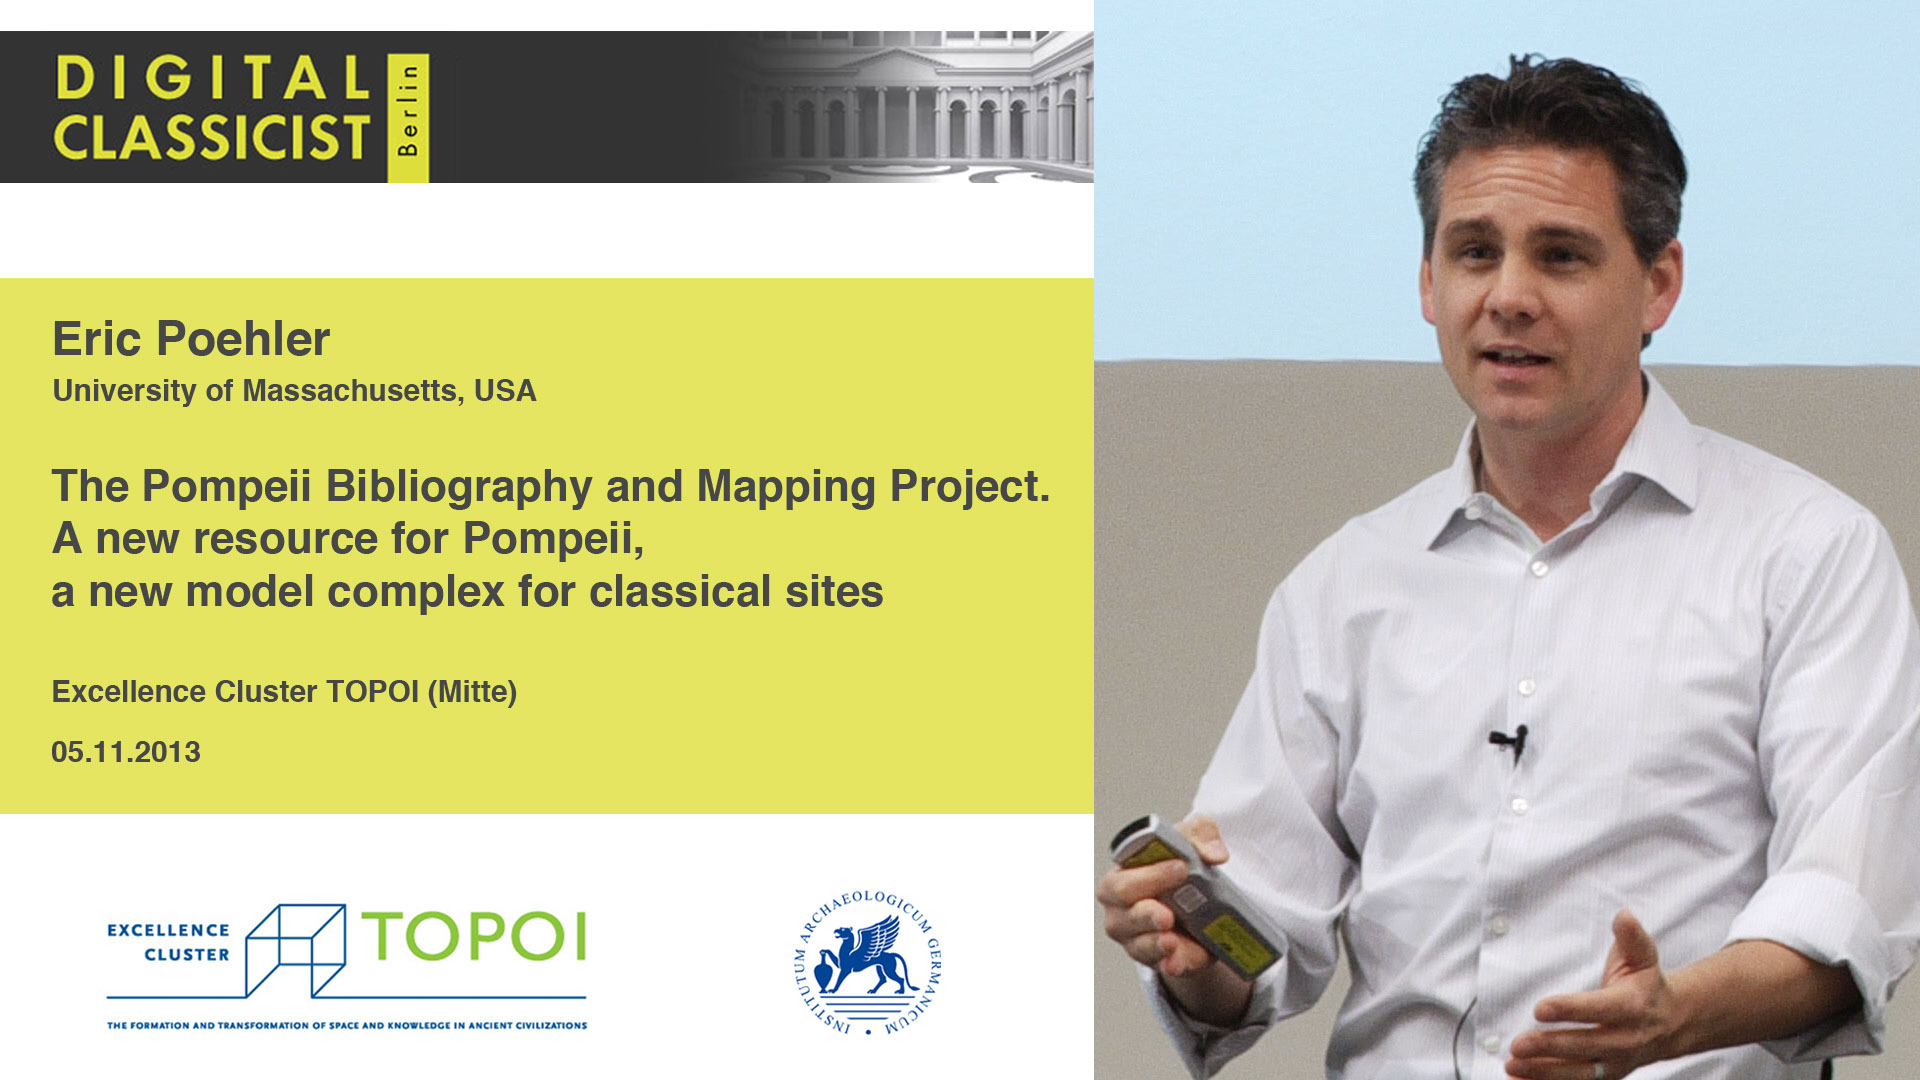 DIGITAL
CLASSICIST
Berlin
Eric Poehler
University of Massachusetts, USA
The Pompeii Bibliography and Mapping Project.
A new resource for Pompeii,
a new model complex for classical sites
Excellence Cluster TOPOI (Mitte)
05.11.2013
EXCELLENCE
CLUSTER
TOPOI
THE FORMATION AND TRANSFORMATION OF SPACE AND KNOWLEDGE IN ANCIENT CIVILIZATIONS
INSTITUTUM ARCHAEOLOGICUM GERMANICUM